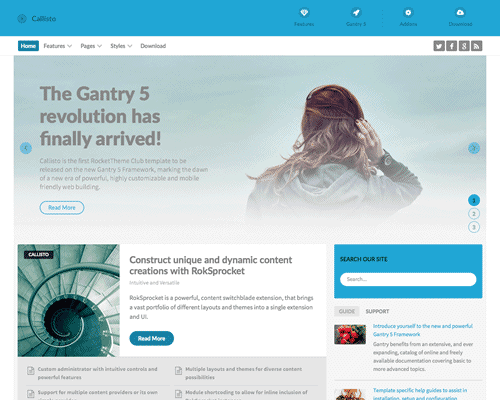 Callisto
Features
Gantry 5
Addons
Download
Home
Features
Pages
Styles
Download
The Gantry 5
revolution has
finally arrived!
Callisto is the first RocketTheme Club template to be
released on the new Gantry 5 Framework, marking the dawn
of a new era of powerful, highly customizable and mobile
friendly web building.
Read More
1
2
3
CALLISTO
Construct unique and dynamic content
creations with RokSprocket
Intuitive and Versatile
RokSprocket is a powerful, content switchblade extension, that brings
a vast portfolio of different layouts and themes into a single extension
and UI.
Read More
Custom administrator with intuitive controls and
powerful features
Multiple layouts and themes for diverse content
possibilities
Support for multiple content providers or its own
Module shortcoding to allow for inline inclusion of
SEARCH OUR SITE
Search...
GUIDE
SUPPORT
Introduce yourself to the new and powerful
Gantry 5 Framework
Gantry benefits from an extensive, and ever
expanding, catalog of online and freely
available documentation covering basic to
more advanced topics.
Template specific help guides to assist in
installation, setup and configuration